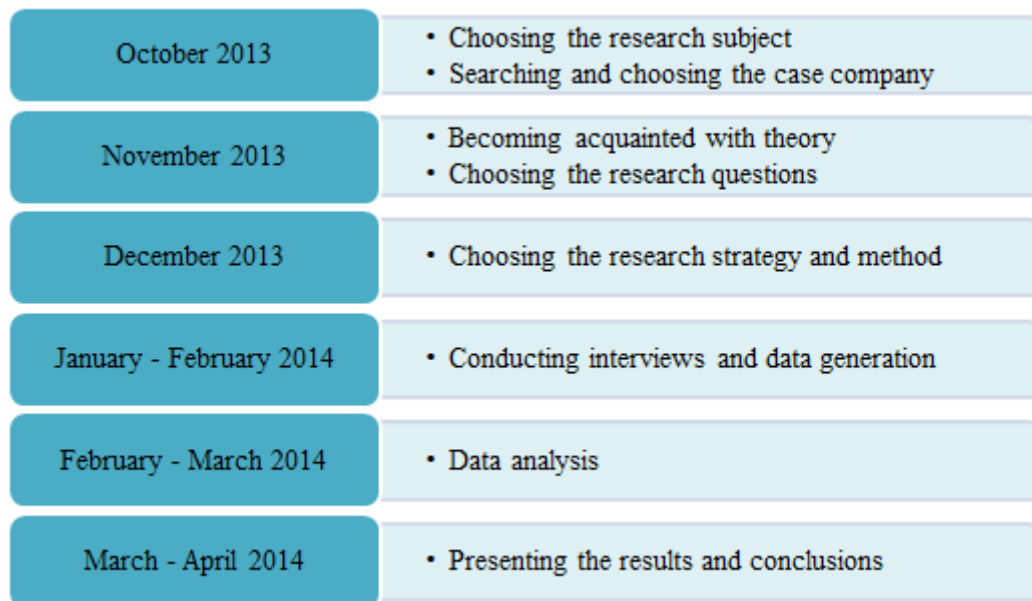 October 2013
• Choosing the research subject
• Searching and choosing the case company
November 2013
• Becoming acquainted with theory
• Choosing the research questions
December 2013
• Choosing the research strategy and method
January - February 2014
• Conducting interviews and data generation
February - March 2014
• Data analysis
March - April 2014
• Presenting the results and conclusions